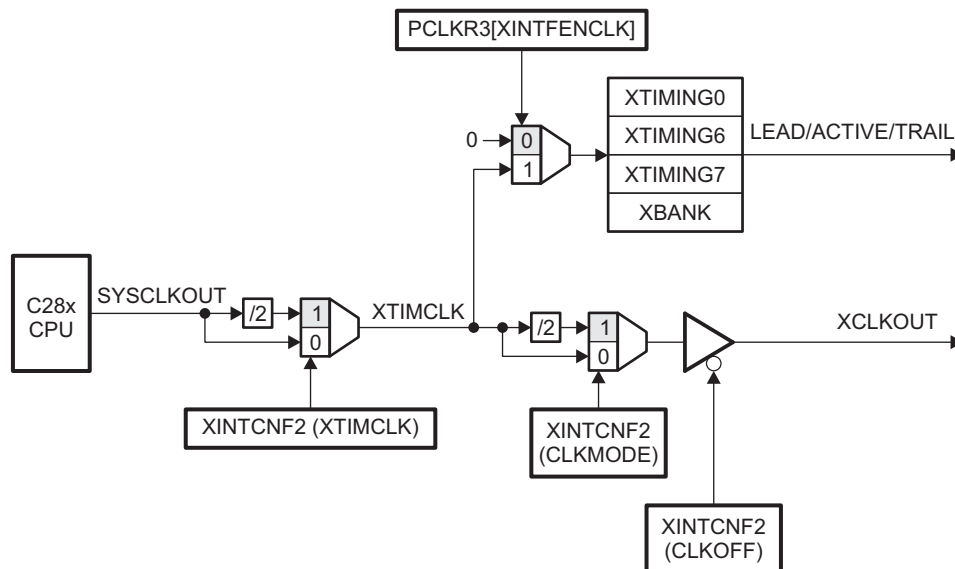 PCLKR3[XINTFENCLK]
XTIMING0
0
0
XTIMING6
LEAD/ACTIVE/TRAIL
1
XTIMING7
XBANK
C28x
CPU
SYSCLKOUT
/2
1
0
XTIMCLK
/2
1
0
XCLKOUT
XINTCNF2 (XTIMCLK)
XINTCNF2
(CLKMODE)
XINTCNF2
(CLKOFF)